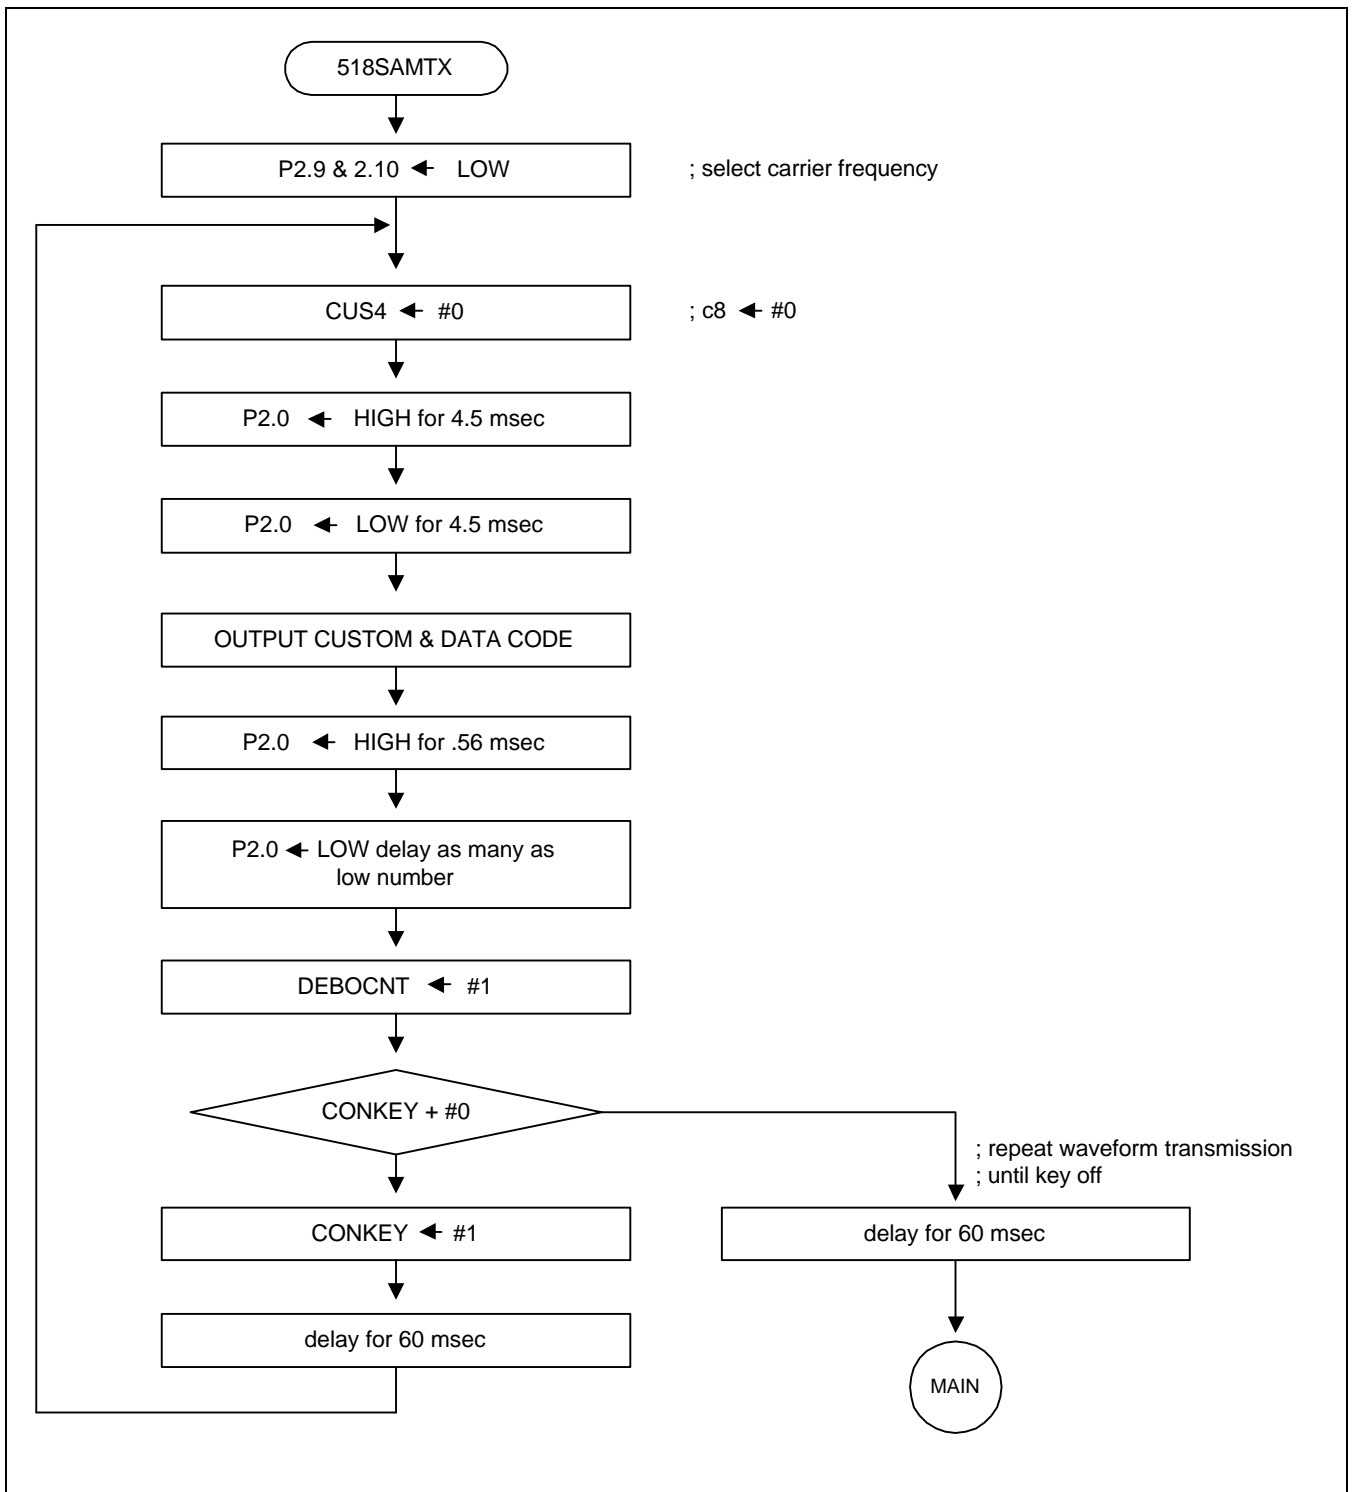 518SAMTX
P2.9 & 2.10 ← LOW
; select carrier frequency
CUS4 ← #0
; c8 ← #0
P2.0 ← HIGH for 4.5 msec
P2.0 ← LOW for 4.5 msec
OUTPUT CUSTOM & DATA CODE
P2.0 ← HIGH for .56 msec
P2.0 ← LOW delay as many as
low number
DEBOCNT ← #1
CONKEY + #0
; repeat waveform transmission
; until key off
CONKEY ← #1
delay for 60 msec
delay for 60 msec
MAIN